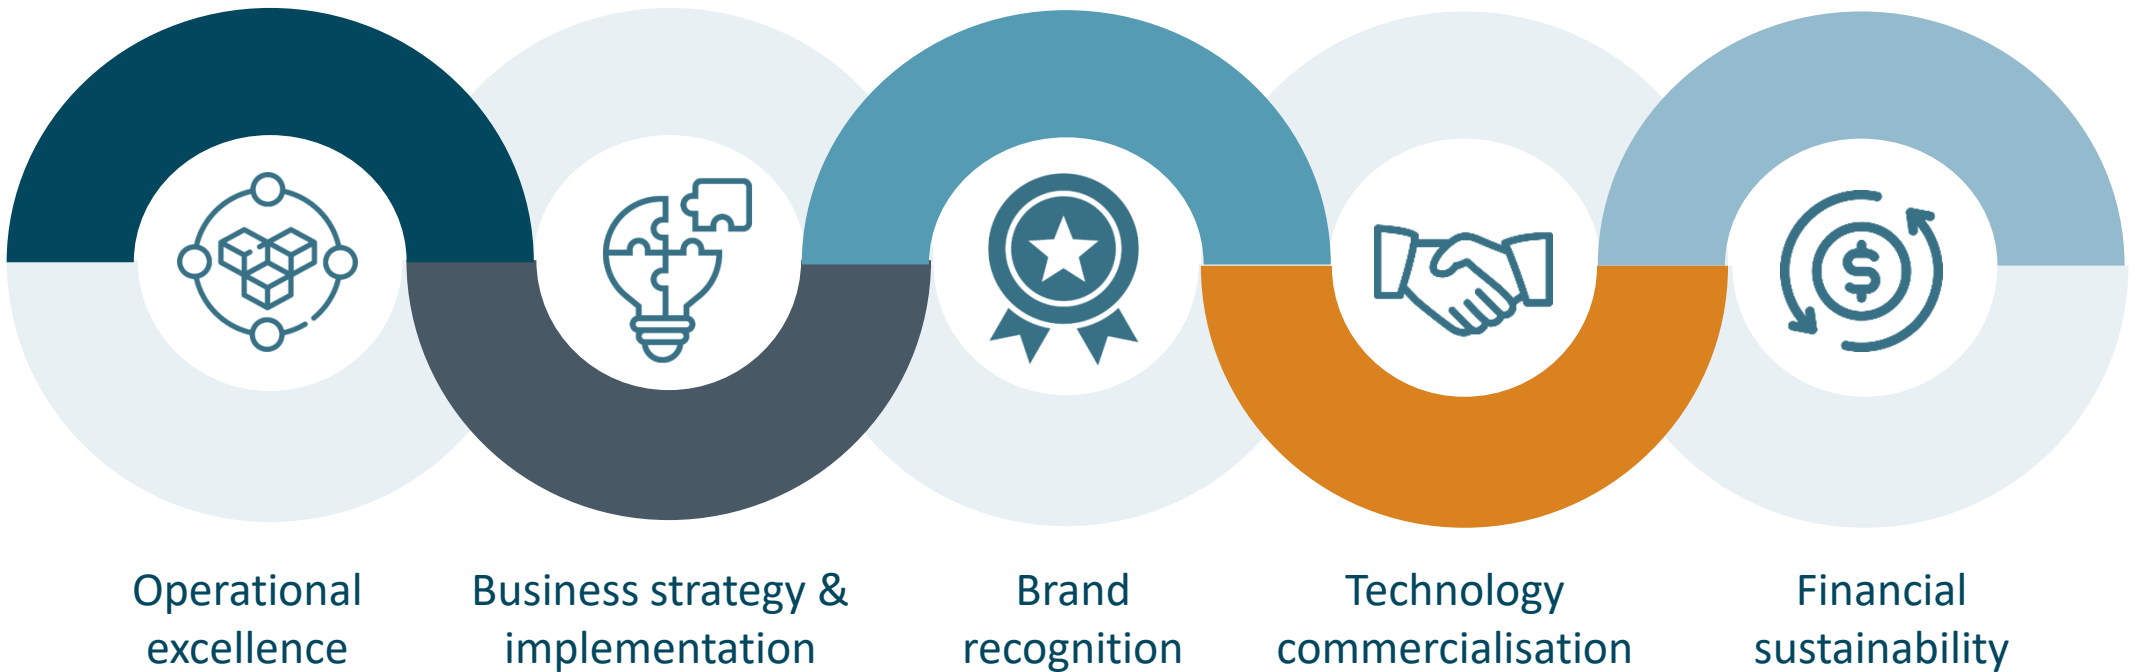 Operational
excellence
Business strategy &
implementation
Brand
recognition
Technology
commercialisation
Financial
sustainability